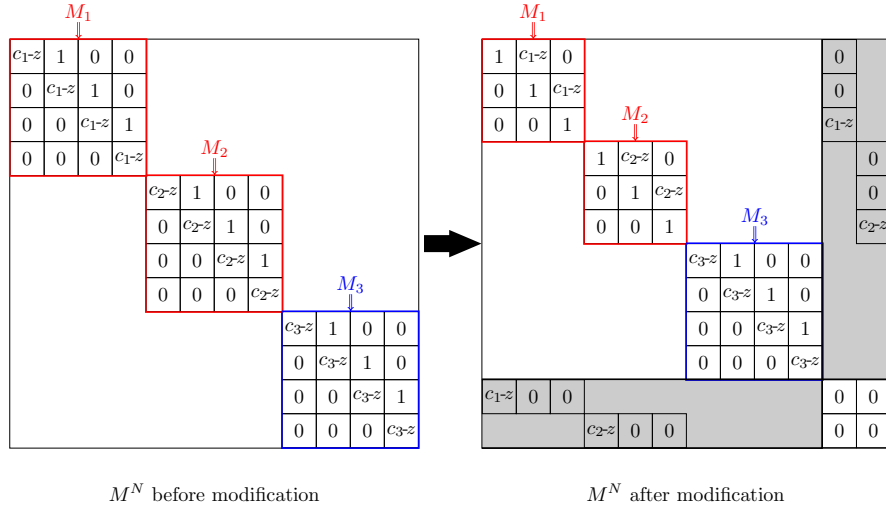 M₁ M₁
c₁-z 1 0 0 1 c₁-z 0 0
0 c₁-z 1 0 0 1 c₁-z 0
0 0 c₁-z 1 0 0 1 c₁-z
M₂ M₂
0 0 0 c₁-z 1 c₂-z 0 0
c₂-z 1 0 0 0 1 c₂-z 0
0 c₂-z 1 0 0 0 1 c₂-z
M₃
0 0 c₂-z 1 c₃-z 1 0 0
0 0 0 c₂-z 0 c₃-z 1 0
M₃
c₃-z 1 0 0 0 0 c₃-z 1
0 c₃-z 1 0 0 0 0 c₃-z
0 0 c₃-z 1 c₁-z 0 0 0 0
0 0 0 c₃-z c₂-z 0 0 0 0
Mᴺ before modification Mᴺ after modification